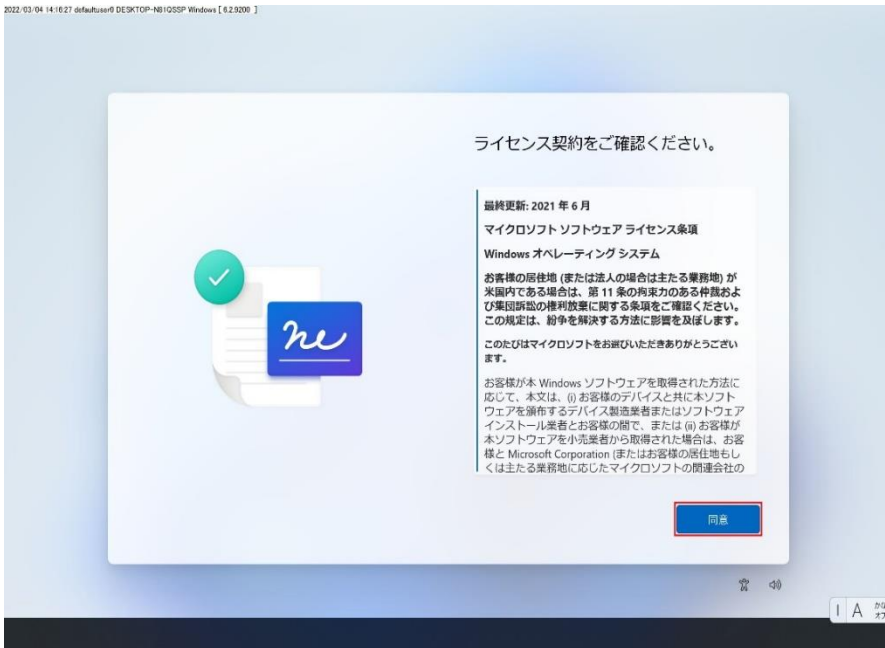 2022/03/04 14:16:27 defaultuser0 DESKTOP-N81QSSP Windows [ 6.2.9200 ]
ライセンス契約をご確認ください。
最終更新: 2021 年 6 月
マイクロソフト ソフトウェア ライセンス条項
Windows オペレーティング システム
お客様の居住地 (または法人の場合は主たる業務地) が
米国内である場合は、第 11 条の拘束力のある仲裁およ
び集団訴訟の権利放棄に関する条項をご確認ください。
この規定は、紛争を解決する方法に影響を及ぼします。
このたびはマイクロソフトをお選びいただきありがとうござい
ます。
お客様が本 Windows ソフトウェアを取得された方法に
応じて、本文は、(i) お客様のデバイスと共に本ソフト
ウェアを頒布するデバイス製造業者またはソフトウェア
インストール業者とお客様の間で、または (ii) お客様が
本ソフトウェアを小売業者から取得された場合は、お客
様と Microsoft Corporation (またはお客様の居住地もし
くは主たる業務地に応じたマイクロソフトの関連会社の
同意
A